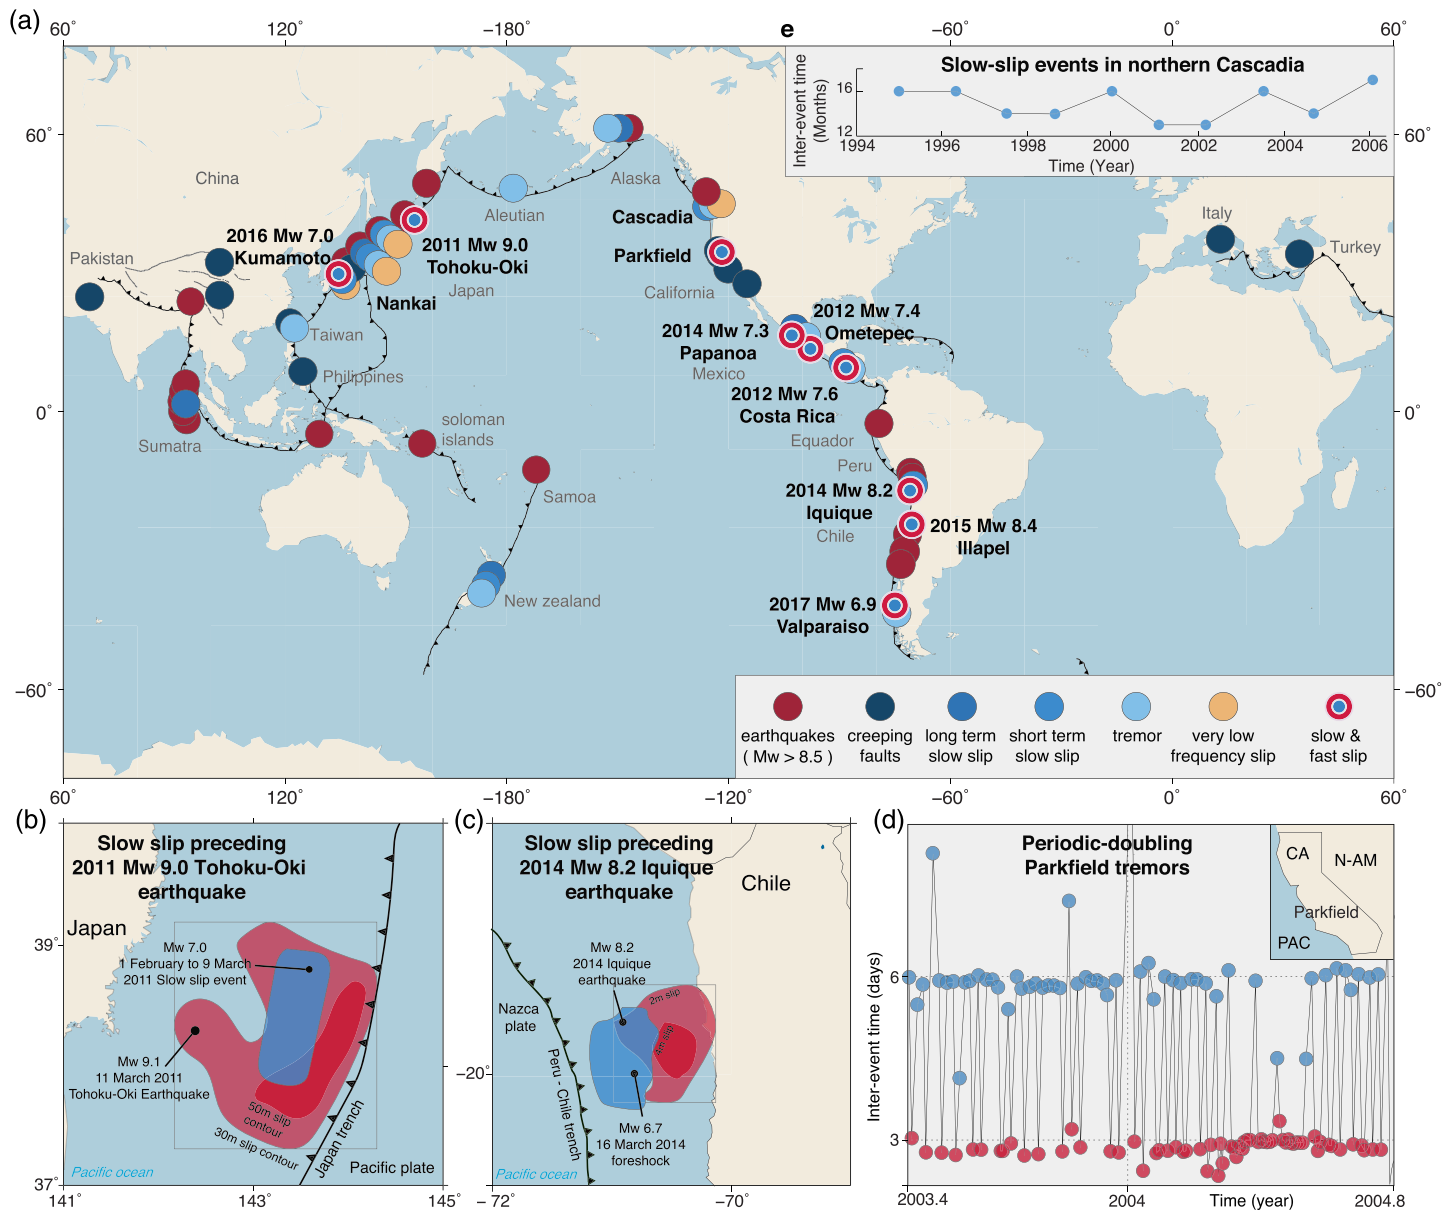 (a)
60°
120°
−180°
e
−60°
0°
60°
Slow-slip events in northern Cascadia
Inter-event time
(Months)
16
12
1994
1996
1998
2000
2002
2004
2006
Time (Year)
60°
60°
0°
0°
−60°
−60°
China
Pakistan
2016 Mw 7.0
Kumamoto
Aleutian
Alaska
2011 Mw 9.0
Tohoku-Oki
Japan
Nankai
Taiwan
Philippines
Sumatra
soloman
islands
Samoa
New zealand
Cascadia
Parkfield
California
2012 Mw 7.4
Ometepec
2014 Mw 7.3
Papanoa
Mexico
2012 Mw 7.6
Costa Rica
Equador
Peru
2014 Mw 8.2
Iquique
Chile
2015 Mw 8.4
Illapel
2017 Mw 6.9
Valparaiso
Italy
Turkey
earthquakes
( Mw > 8.5 )
creeping
faults
long term
slow slip
short term
slow slip
tremor
very low
frequency slip
slow &
fast slip
60°
120°
−180°
−120°
−60°
0°
60°
(b)
Slow slip preceding
2011 Mw 9.0 Tohoku-Oki
earthquake
Japan
39°
Mw 7.0
1 February to 9 March
2011 Slow slip event
Mw 9.1
11 March 2011
Tohoku-Oki Earthquake
50m slip
contour
30m slip contour
Japan trench
Pacific ocean
Pacific plate
37°
141
143
145°
(c)
Slow slip preceding
2014 Mw 8.2 Iquique
earthquake
Chile
Mw 8.2
2014 Iquique
earthquake
2m slip
4m slip
Nazca
plate
−20°
Peru - Chile trench
Mw 6.7
16 March 2014
foreshock
Pacific ocean
− 72
−70°
(d)
Periodic-doubling
Parkfield tremors
CA
N-AM
Parkfield
PAC
Inter-event time (days)
6
3
2003.4
2004
Time (year)
2004.8